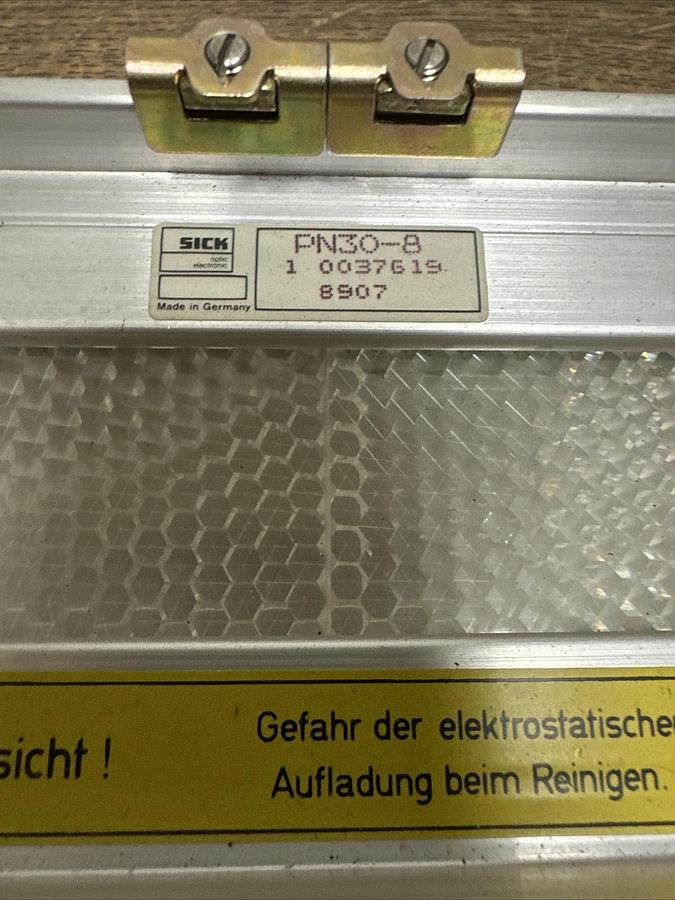 SICK
optic
electronic
Made in Germany
PN30-8
1 0037619
8907
sicht !
Gefahr der elektrostatischen
Aufladung beim Reinigen.